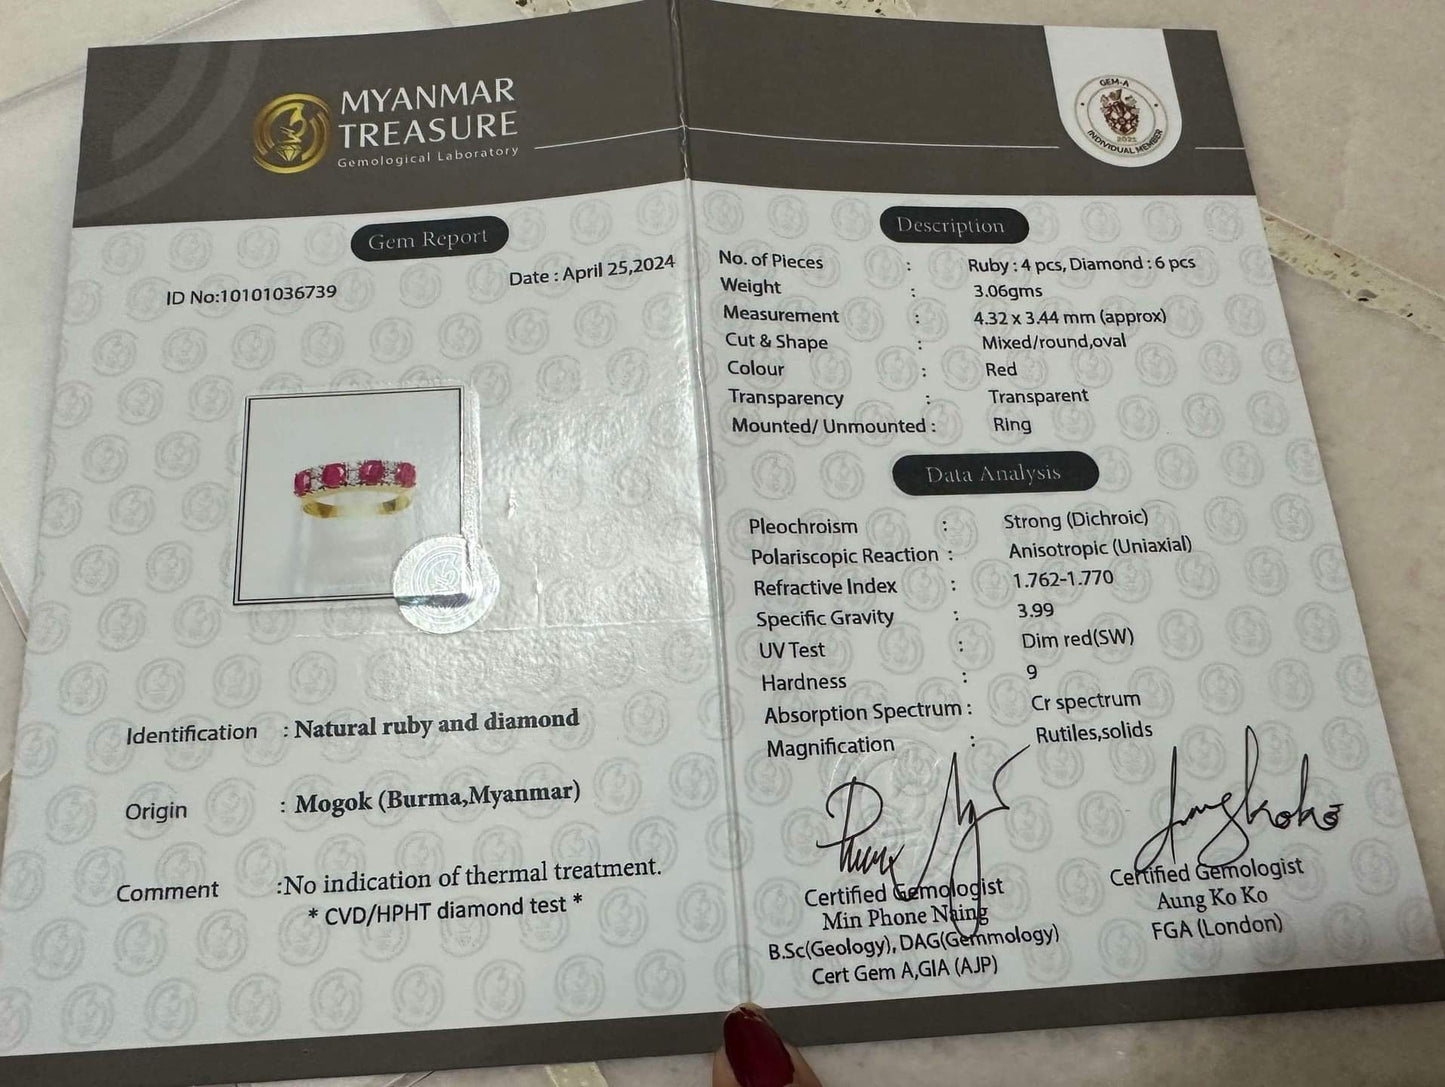 MYANMAR
TREASURE
Gemological Laboratory
GEM-A
2023
INDIVIDUAL MEMBER
Gem Report
ID No:10101036739
Date : April 25,2024
Identification : Natural ruby and diamond
Origin : Mogok (Burma,Myanmar)
Comment :No indication of thermal treatment.
* CVD/HPHT diamond test *
Description
No. of Pieces : Ruby : 4 pcs, Diamond : 6 pcs
Weight : 3.06gms
Measurement : 4.32 x 3.44 mm (approx)
Cut & Shape : Mixed/round,oval
Colour : Red
Transparency : Transparent
Mounted/ Unmounted : Ring
Data Analysis
Pleochroism : Strong (Dichroic)
Polariscopic Reaction : Anisotropic (Uniaxial)
Refractive Index : 1.762-1.770
Specific Gravity : 3.99
UV Test : Dim red(SW)
Hardness : 9
Absorption Spectrum : Cr spectrum
Magnification : Rutiles,solids
Certified Gemologist
Min Phone Naing
B.Sc(Geology), DAG(Gemmology)
Cert Gem A,GIA (AJP)
Certified Gemologist
Aung Ko Ko
FGA (London)